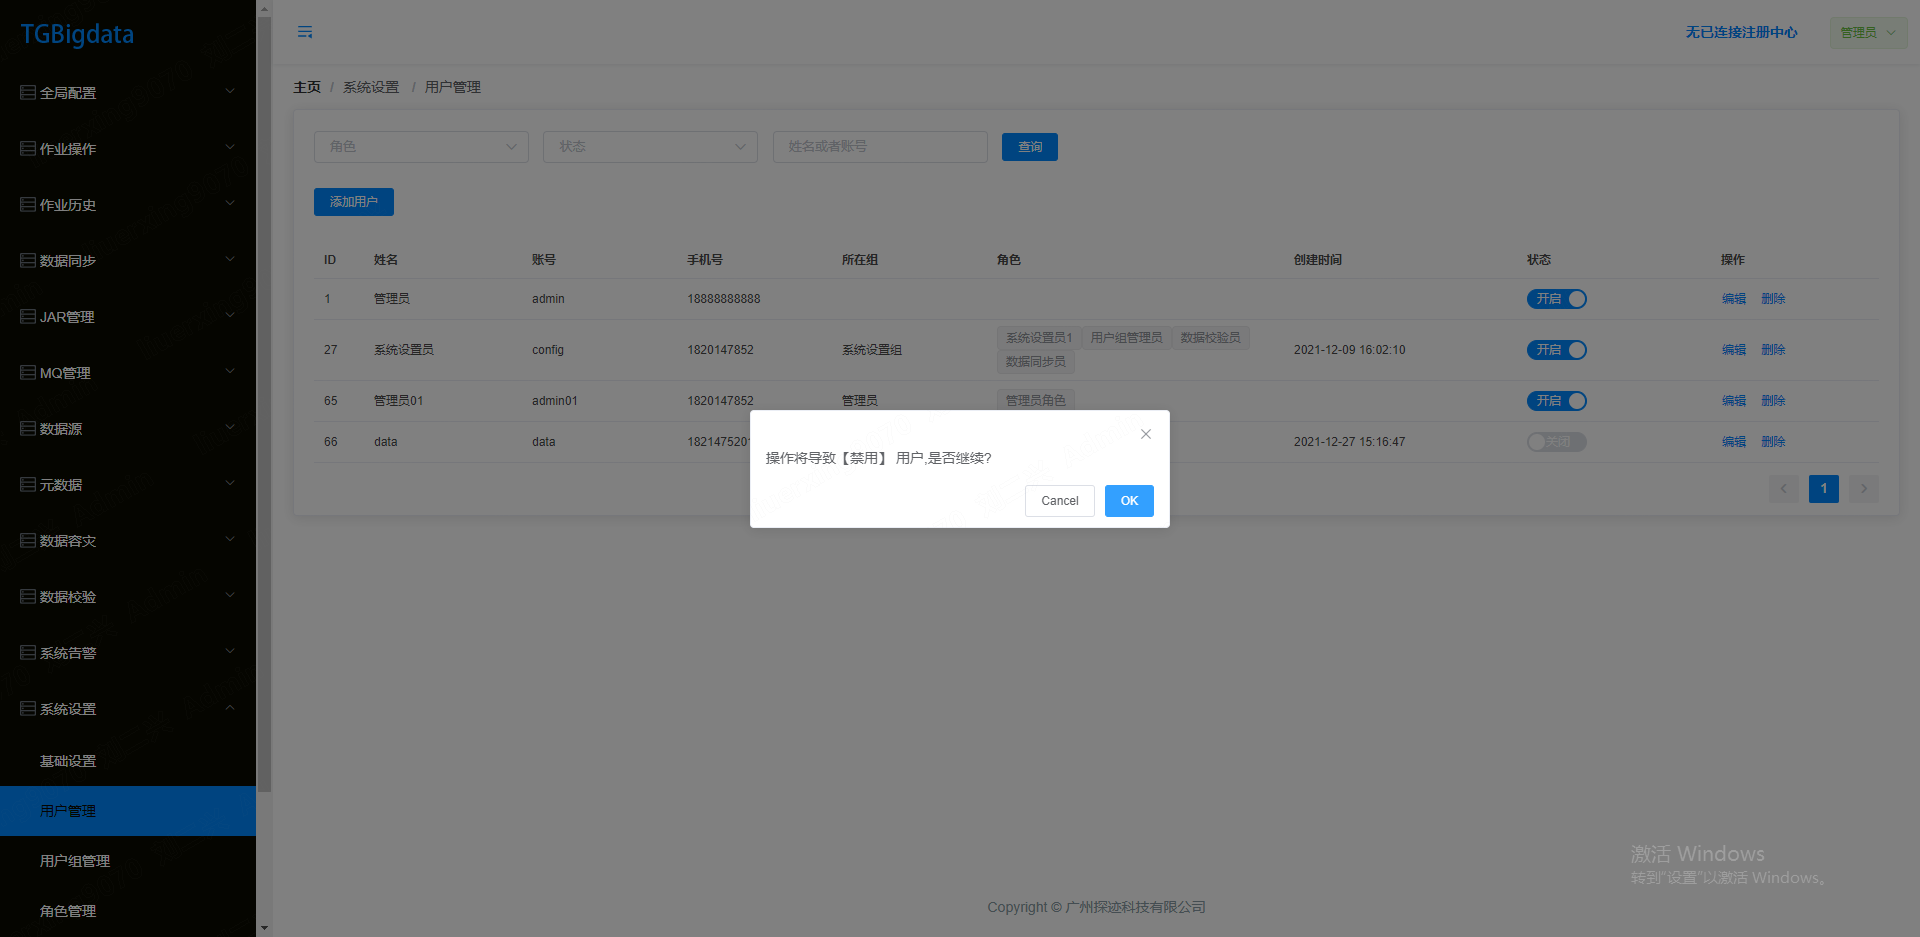 TGBigdata
无已连接注册中心
管理员
全局配置
作业操作
作业历史
数据同步
JAR管理
MQ管理
数据源
元数据
数据容灾
数据校验
系统告警
系统设置
基础设置
用户管理
用户组管理
角色管理
主页 / 系统设置 / 用户管理
角色 状态 姓名或者账号 查询
添加用户
ID 姓名 账号 手机号 所在组 角色 创建时间 状态 操作
1 管理员 admin 18888888888 开启 编辑 删除
27 系统设置员 config 1820147852 系统设置组 系统设置员1 用户组管理员 数据校验员 2021-12-09 16:02:10 开启 编辑 删除
数据同步员
65 管理员01 admin01 1820147852 管理员 管理员角色 开启 编辑 删除
66 data data 182147520 2021-12-27 15:16:47 关闭 编辑 删除
操作将导致【禁用】 用户,是否继续?
Cancel OK
1
激活 Windows
转到"设置"以激活 Windows。
Copyright © 广州探迹科技有限公司